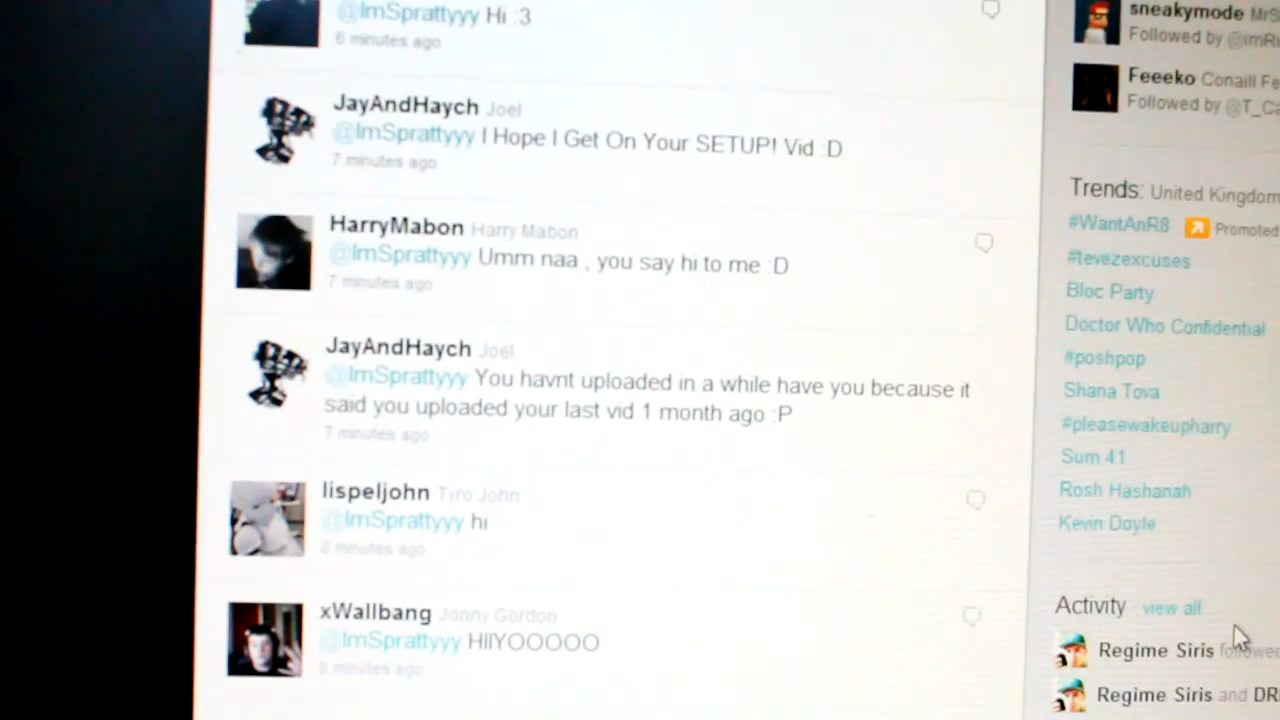 @ImSprattyyy Hi :3
6 minutes ago
JayAndHaych Joel
@ImSprattyyy I Hope I Get On Your SETUP! Vid :D
7 minutes ago
HarryMabon Harry Mabon
@ImSprattyyy Umm naa , you say hi to me :D
7 minutes ago
JayAndHaych Joel
@ImSprattyyy You havnt uploaded in a while have you because it
said you uploaded your last vid 1 month ago :P
7 minutes ago
lispeljohn Tyro John
@ImSprattyyy hi
8 minutes ago
xWallbang Jonny Gordon
@ImSprattyyy HIIYOOOOO
8 minutes ago
sneakymode
Followed by
Feeeko Conaill
Followed by
Trends: United Kingdom
#WantAnR8 Promoted
#tevezexcuses
Bloc Party
Doctor Who Confidential
#poshpop
Shana Tova
#pleasewakeupharry
Sum 41
Rosh Hashanah
Kevin Doyle
Activity view all
Regime Siris followed
Regime Siris and